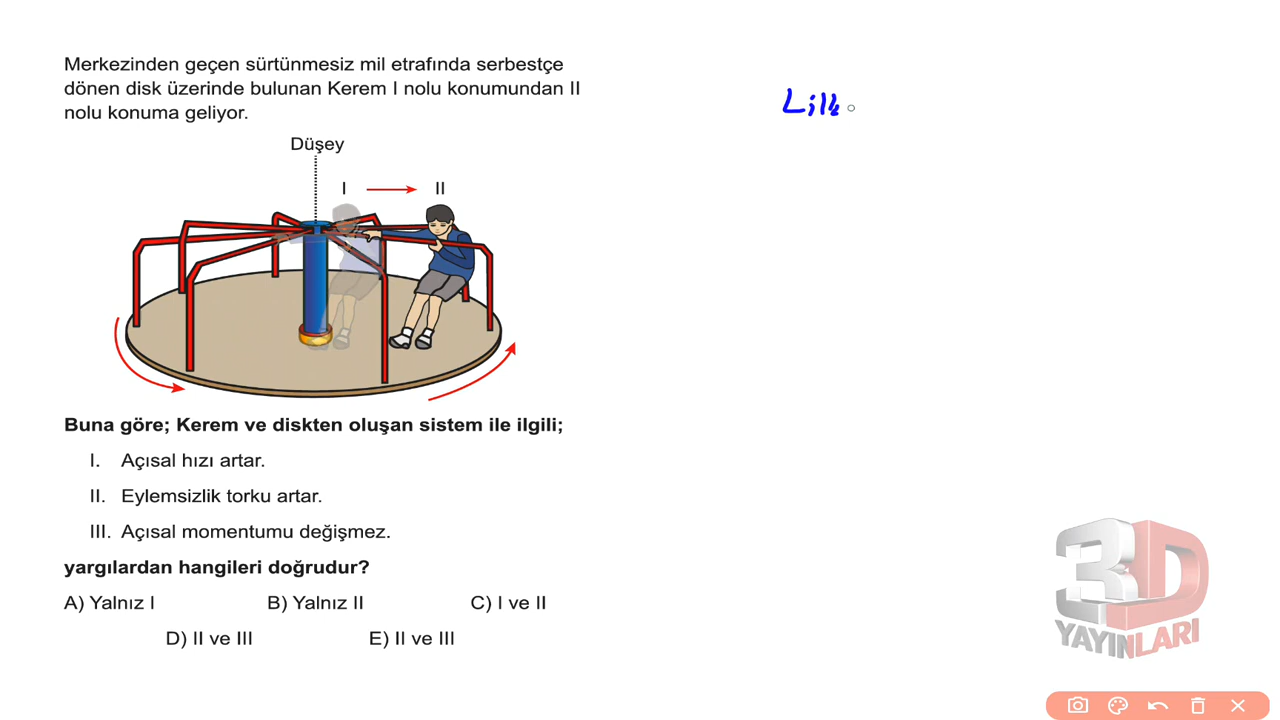 Merkezinden geçen sürtünmesiz mil etrafında serbestçe
dönen disk üzerinde bulunan Kerem I nolu konumundan II
nolu konuma geliyor.
Düşey
I II
Buna göre; Kerem ve diskten oluşan sistem ile ilgili;
I. Açısal hızı artar.
II. Eylemsizlik torku artar.
III. Açısal momentumu değişmez.
yargılardan hangileri doğrudur?
A) Yalnız I B) Yalnız II C) I ve II
D) II ve III E) II ve III
3D
YAYINLARI